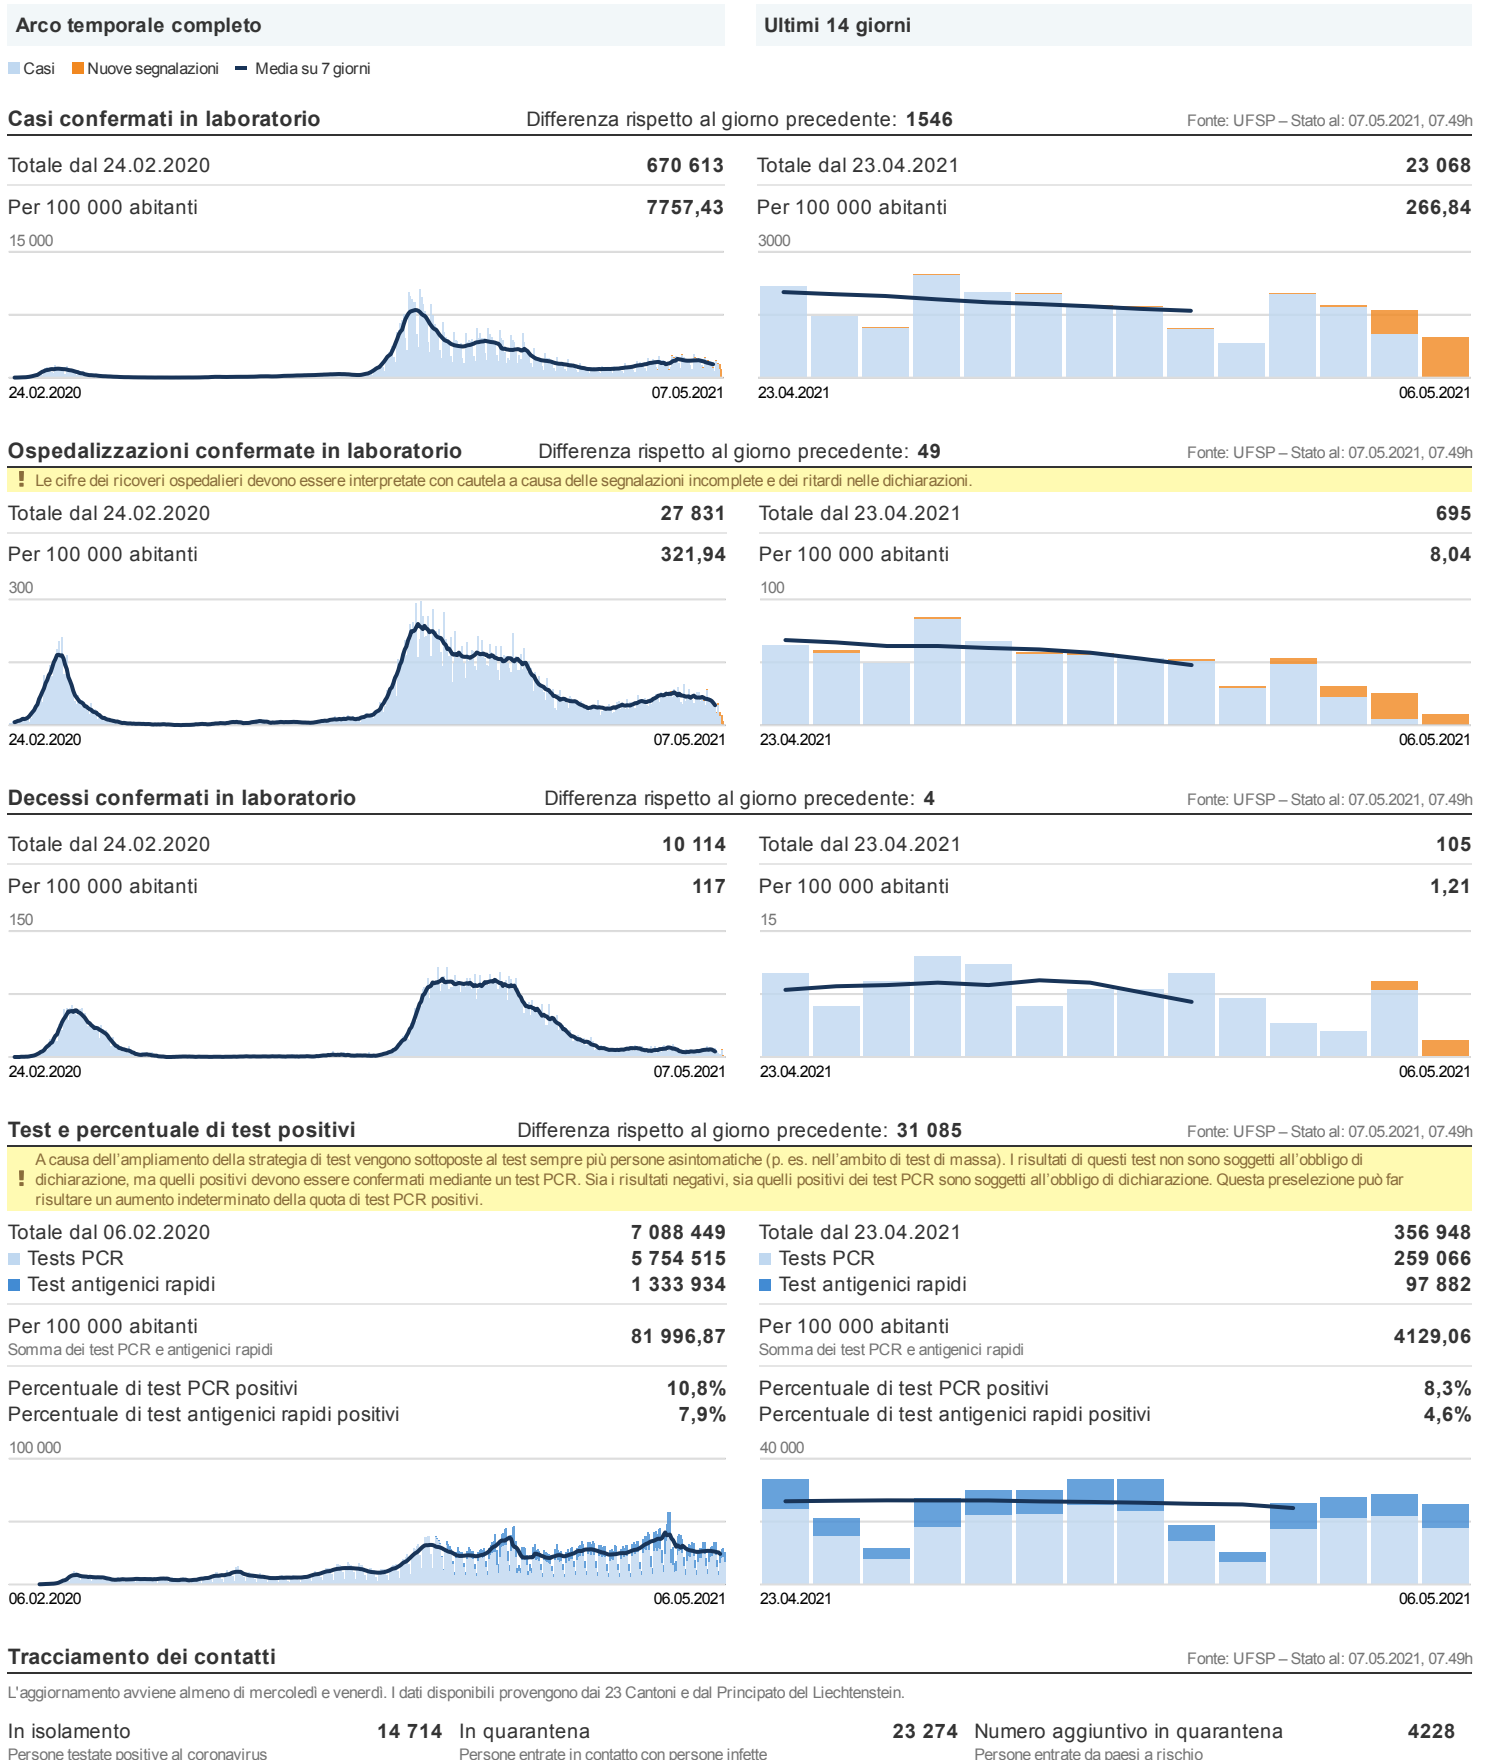 Arco temporale completo
Ultimi 14 giorni
Casi Nuove segnalazioni Media su 7 giorni
Casi confermati in laboratorio Differenza rispetto al giorno precedente: 1546 Fonte: UFSP – Stato al: 07.05.2021, 07.49h
Totale dal 24.02.2020 670 613
Per 100 000 abitanti 7757,43
15 000
24.02.2020 07.05.2021
Totale dal 23.04.2021 23 068
Per 100 000 abitanti 266,84
3000
23.04.2021 06.05.2021
Ospedalizzazioni confermate in laboratorio Differenza rispetto al giorno precedente: 49 Fonte: UFSP – Stato al: 07.05.2021, 07.49h
! Le cifre dei ricoveri ospedalieri devono essere interpretate con cautela a causa delle segnalazioni incomplete e dei ritardi nelle dichiarazioni.
Totale dal 24.02.2020 27 831
Per 100 000 abitanti 321,94
300
24.02.2020 07.05.2021
Totale dal 23.04.2021 695
Per 100 000 abitanti 8,04
100
23.04.2021 06.05.2021
Decessi confermati in laboratorio Differenza rispetto al giorno precedente: 4 Fonte: UFSP – Stato al: 07.05.2021, 07.49h
Totale dal 24.02.2020 10 114
Per 100 000 abitanti 117
150
24.02.2020 07.05.2021
Totale dal 23.04.2021 105
Per 100 000 abitanti 1,21
15
23.04.2021 06.05.2021
Test e percentuale di test positivi Differenza rispetto al giorno precedente: 31 085 Fonte: UFSP – Stato al: 07.05.2021, 07.49h
A causa dell'ampliamento della strategia di test vengono sottoposte al test sempre più persone asintomatiche (p. es. nell'ambito di test di massa). I risultati di questi test non sono soggetti all'obbligo di
! dichiarazione, ma quelli positivi devono essere confermati mediante un test PCR. Sia i risultati negativi, sia quelli positivi dei test PCR sono soggetti all'obbligo di dichiarazione. Questa preselezione può far
risultare un aumento indeterminato della quota di test PCR positivi.
Totale dal 06.02.2020 7 088 449
Tests PCR 5 754 515
Test antigenici rapidi 1 333 934
Per 100 000 abitanti 81 996,87
Somma dei test PCR e antigenici rapidi
Percentuale di test PCR positivi 10,8%
Percentuale di test antigenici rapidi positivi 7,9%
100 000
06.02.2020 06.05.2021
Totale dal 23.04.2021 356 948
Tests PCR 259 066
Test antigenici rapidi 97 882
Per 100 000 abitanti 4129,06
Somma dei test PCR e antigenici rapidi
Percentuale di test PCR positivi 8,3%
Percentuale di test antigenici rapidi positivi 4,6%
40 000
23.04.2021 06.05.2021
Tracciamento dei contatti Fonte: UFSP – Stato al: 07.05.2021, 07.49h
L'aggiornamento avviene almeno di mercoledì e venerdì. I dati disponibili provengono dai 23 Cantoni e dal Principato del Liechtenstein.
In isolamento 14 714
Persone testate positive al coronavirus
In quarantena 23 274
Persone entrate in contatto con persone infette
Numero aggiuntivo in quarantena 4228
Persone entrate da paesi a rischio